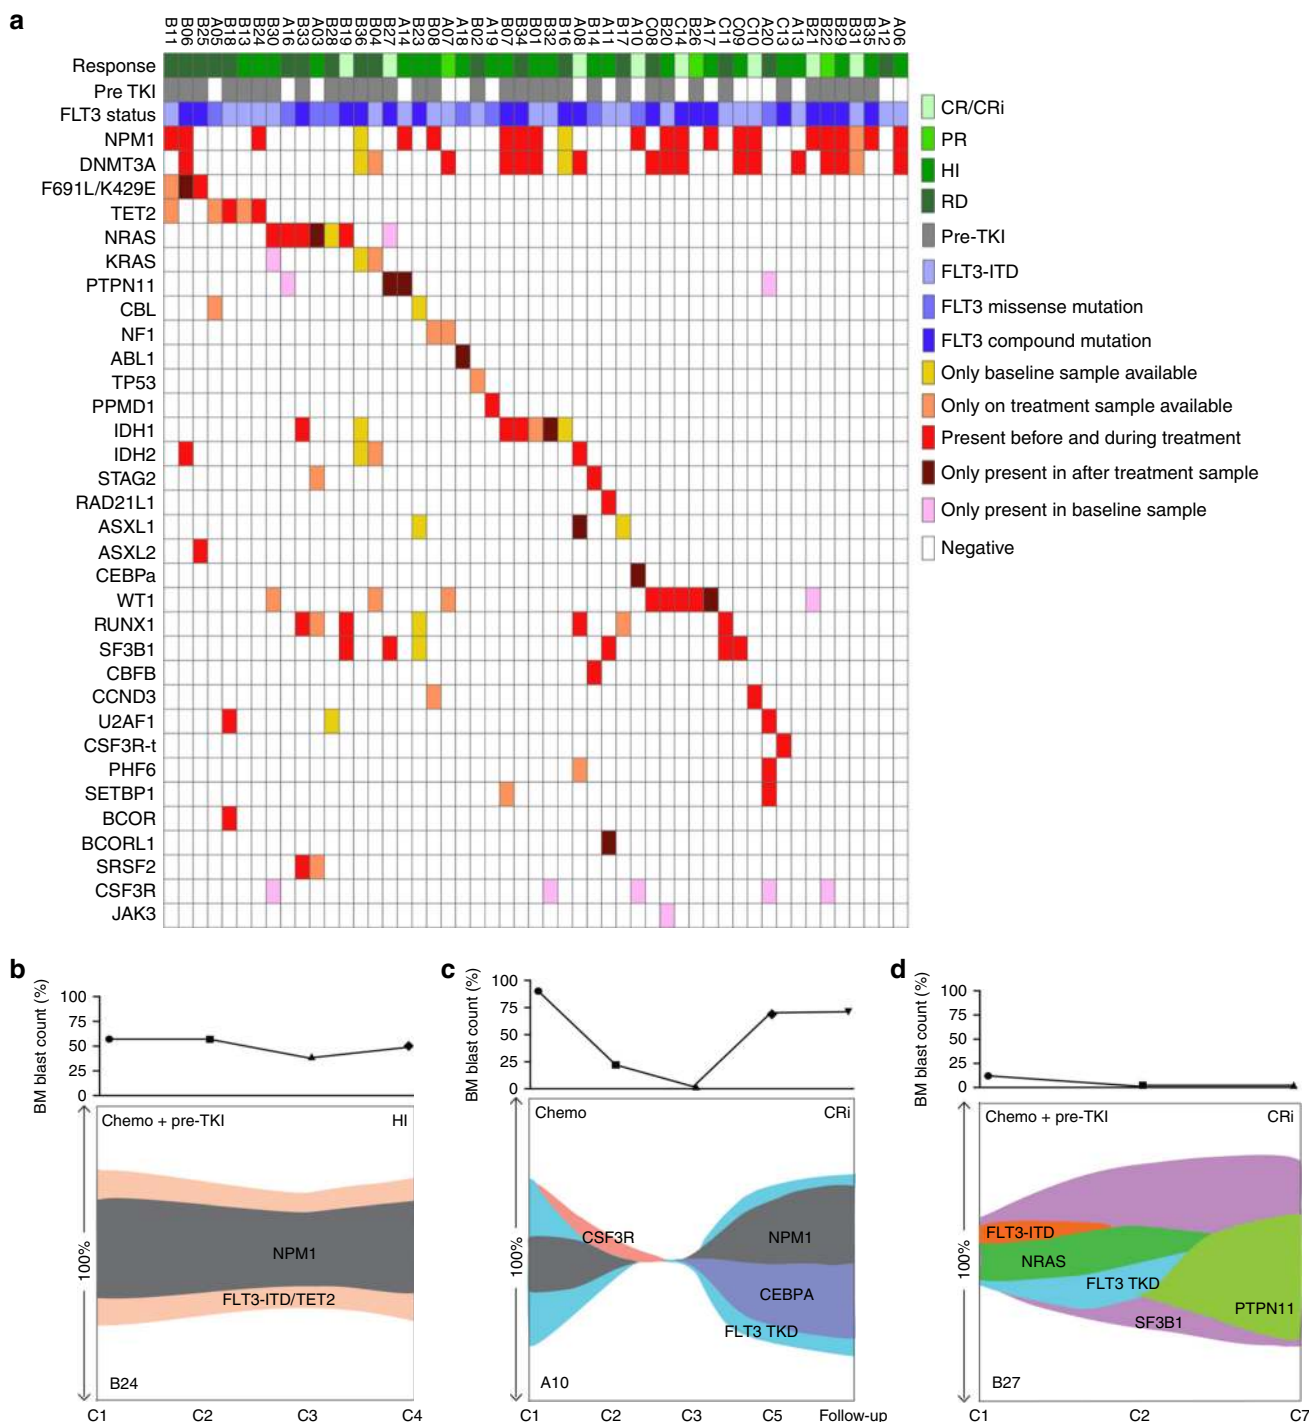 a
B11 B06 B25 A05 B18 B13 B24 B30 A16 B33 A03 B28 B19 B36 B04 B27 A14 B23 B08 A07 A18 B02 A19 B07 B34 B01 B32 B16 A08 B14 A11 B17 A10 C08 B20 C14 B26 A17 C11 C09 C10 A20 C13 A13 B21 B22 B29 B31 B35 A12 A06
Response
Pre TKI
FLT3 status
NPM1
DNMT3A
F691L/K429E
TET2
NRAS
KRAS
PTPN11
CBL
NF1
ABL1
TP53
PPMD1
IDH1
IDH2
STAG2
RAD21L1
ASXL1
ASXL2
CEBPa
WT1
RUNX1
SF3B1
CBFB
CCND3
U2AF1
CSF3R-t
PHF6
SETBP1
BCOR
BCORL1
SRSF2
CSF3R
JAK3
CR/CRi
PR
HI
RD
Pre-TKI
FLT3-ITD
FLT3 missense mutation
FLT3 compound mutation
Only baseline sample available
Only on treatment sample available
Present before and during treatment
Only present in after treatment sample
Only present in baseline sample
Negative
b
BM blast count (%)
100
75
50
25
0
Chemo + pre-TKI HI
100%
NPM1
FLT3-ITD/TET2
B24
C1 C2 C3 C4
c
BM blast count (%)
100
75
50
25
0
Chemo CRi
100%
CSF3R
NPM1
CEBPA
FLT3 TKD
A10
C1 C2 C3 C5 Follow-up
d
BM blast count (%)
100
75
50
25
0
Chemo + pre-TKI CRi
100%
FLT3-ITD
NRAS
FLT3 TKD
PTPN11
SF3B1
B27
C1 C2 C7